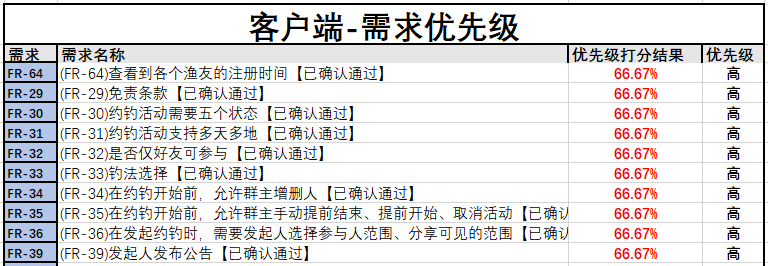 客户端-需求优先级
需求 需求名称 优先级打分结果 优先级
FR-64 (FR-64)查看到各个渔友的注册时间【已确认通过】 66.67% 高
FR-29 (FR-29)免责条款【已确认通过】 66.67% 高
FR-30 (FR-30)约钓活动需要五个状态【已确认通过】 66.67% 高
FR-31 (FR-31)约钓活动支持多天多地【已确认通过】 66.67% 高
FR-32 (FR-32)是否仅好友可参与【已确认通过】 66.67% 高
FR-33 (FR-33)钓法选择【已确认通过】 66.67% 高
FR-34 (FR-34)在约钓开始前，允许群主增删人【已确认通过】 66.67% 高
FR-35 (FR-35)在约钓开始前，允许群主手动提前结束、提前开始、取消活动【已确认 66.67% 高
FR-36 (FR-36)在发起约钓时，需要发起人选择参与人范围、分享可见的范围【已确认 66.67% 高
FR-39 (FR-39)发起人发布公告【已确认通过】 66.67% 高